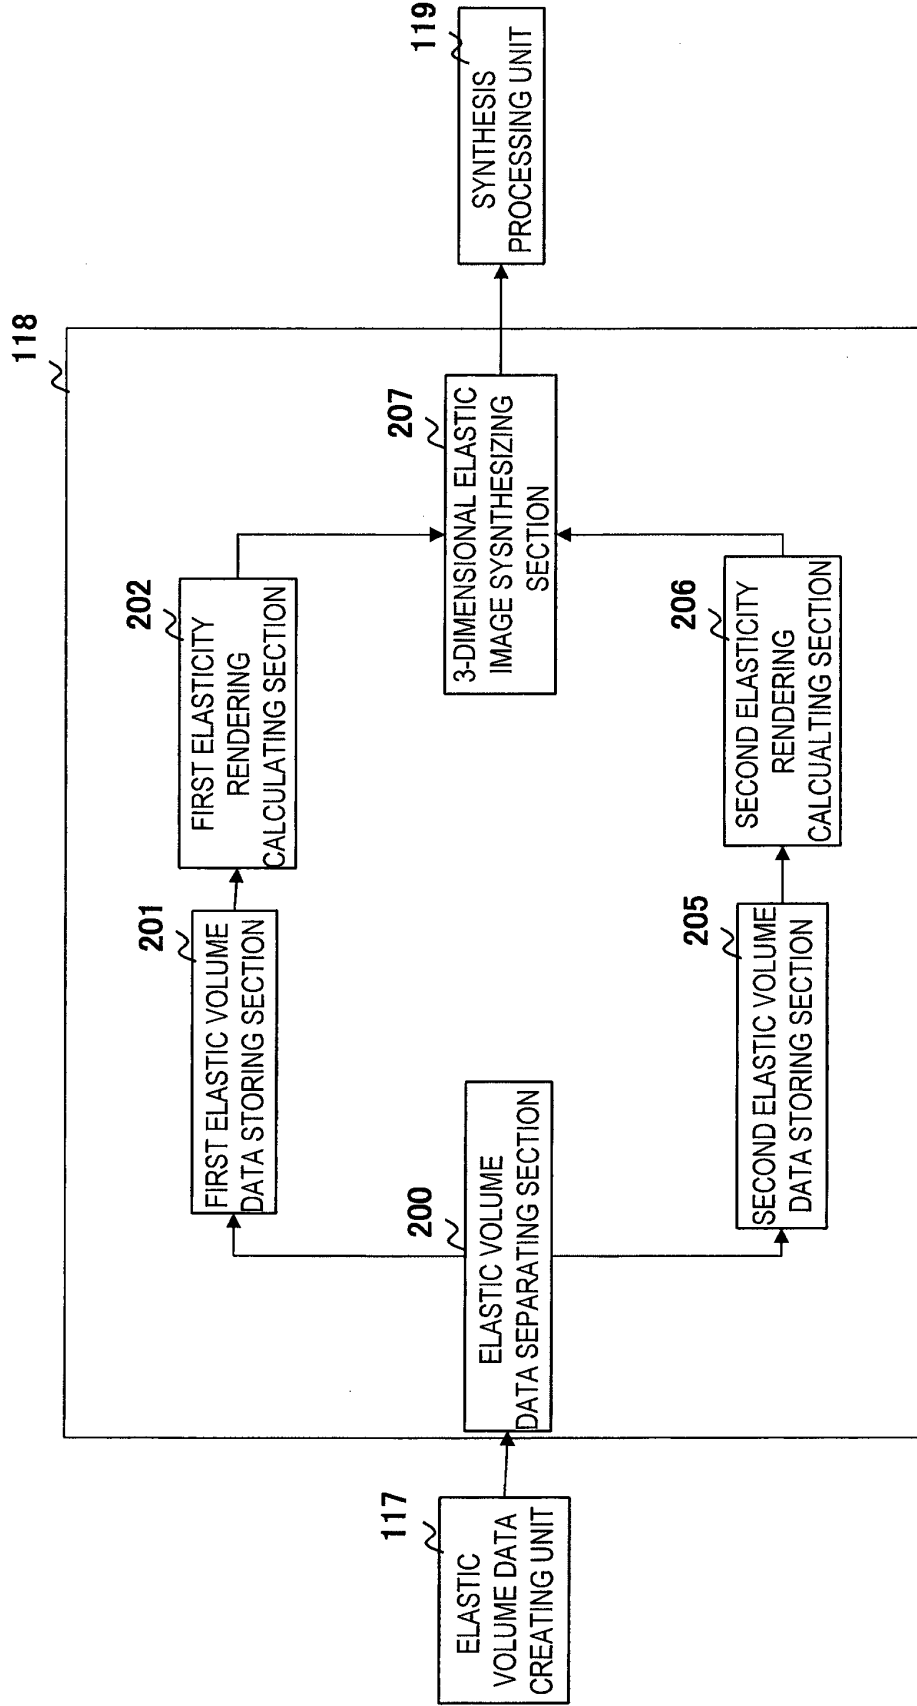 118
117
ELASTIC
VOLUME DATA
CREATING UNIT
200
ELASTIC VOLUME
DATA SEPARATING SECTION
201
FIRST ELASTIC VOLUME
DATA STORING SECTION
202
FIRST ELASTICITY
RENDERING
CALCULATING SECTION
205
SECOND ELASTIC VOLUME
DATA STORING SECTION
206
SECOND ELASTICITY
RENDERING
CALCUALTING SECTION
207
3-DIMENSIONAL ELASTIC
IMAGE SYSNTHESIZING
SECTION
119
SYNTHESIS
PROCESSING UNIT